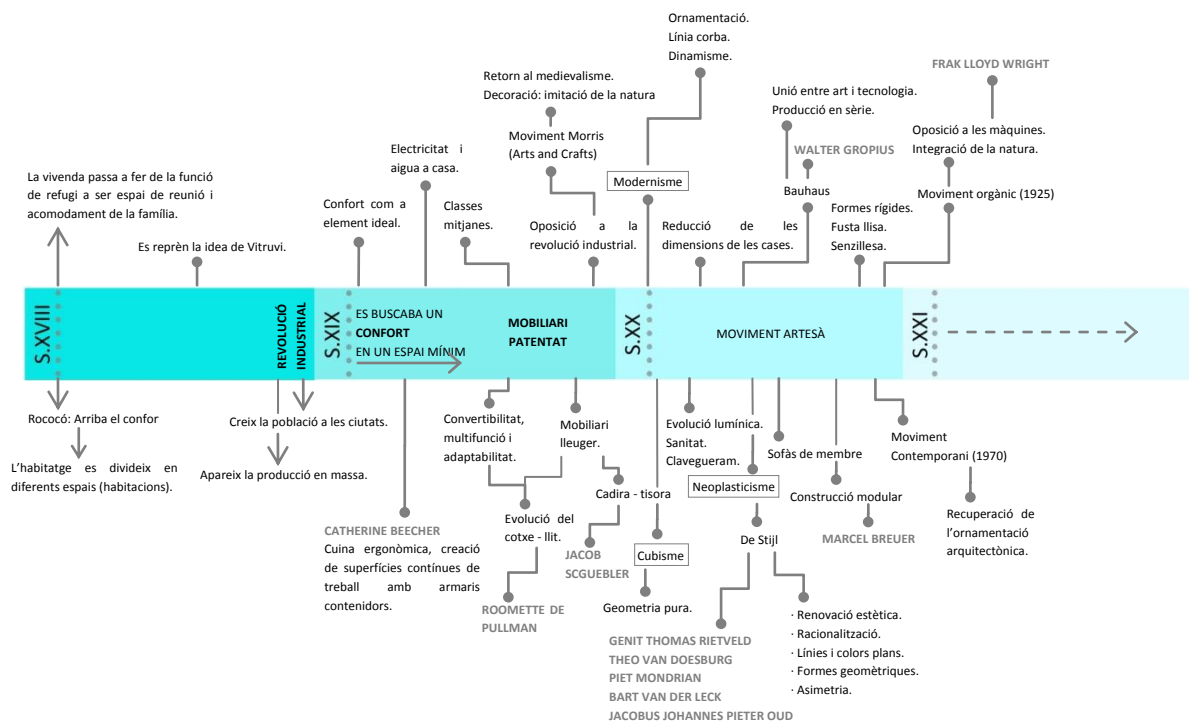 Ornamentació.
Línia corba.
Dinamisme.
FRAK LLOYD WRIGHT
Retorn al medievalisme.
Decoració: imitació de la natura
Unió entre art i tecnologia.
Producció en sèrie.
Moviment Morris
(Arts and Crafts)
Oposició a les màquines.
Integració de la natura.
Electricitat i
aigua a casa.
WALTER GROPIUS
La vivenda passa a fer de la funció
de refugi a ser espai de reunió i
acomodament de la família.
Modernisme
Bauhaus
Moviment orgànic (1925)
Confort com a
element ideal.
Classes
mitjanes.
Formes rígides.
Fusta llisa.
Senzillesa.
Es reprèn la idea de Vitruvi.
Oposició a la
revolució industrial.
Reducció de les
dimensions de les cases.
S.XVIII
REVOLUCIÓ
INDUSTRIAL
S.XIX
ES BUSCABA UN
CONFORT
EN UN ESPAI MÍNIM
MOBILIARI
PATENTAT
S.XX
MOVIMENT ARTESÀ
S.XXI
Rococó: Arriba el confor
Creix la població a les ciutats.
Convertibilitat,
multifunció i
adaptabilitat.
Mobiliari
lleuger.
Evolució lumínica.
Sanitat.
Clavegueram.
Sofàs de membre
Moviment
Contemporani (1970)
L'habitatge es divideix en
diferents espais (habitacions).
Apareix la producció en massa.
Cadira - tisora
Neoplasticisme
Construcció modular
CATHERINE BEECHER
Cuina ergonòmica, creació
de superfícies contínues de
treball amb armaris
contenidors.
Evolució del
cotxe - llit.
JACOB
SCGUEBLER
Cubisme
De Stijl
MARCEL BREUER
Recuperació de
l'ornamentació
arquitectònica.
ROOMETTE DE
PULLMAN
Geometria pura.
GENIT THOMAS RIETVELD
THEO VAN DOESBURG
PIET MONDRIAN
BART VAN DER LECK
JACOBUS JOHANNES PIETER OUD
· Renovació estètica.
· Racionalització.
· Línies i colors plans.
· Formes geomètriques.
· Asimetria.